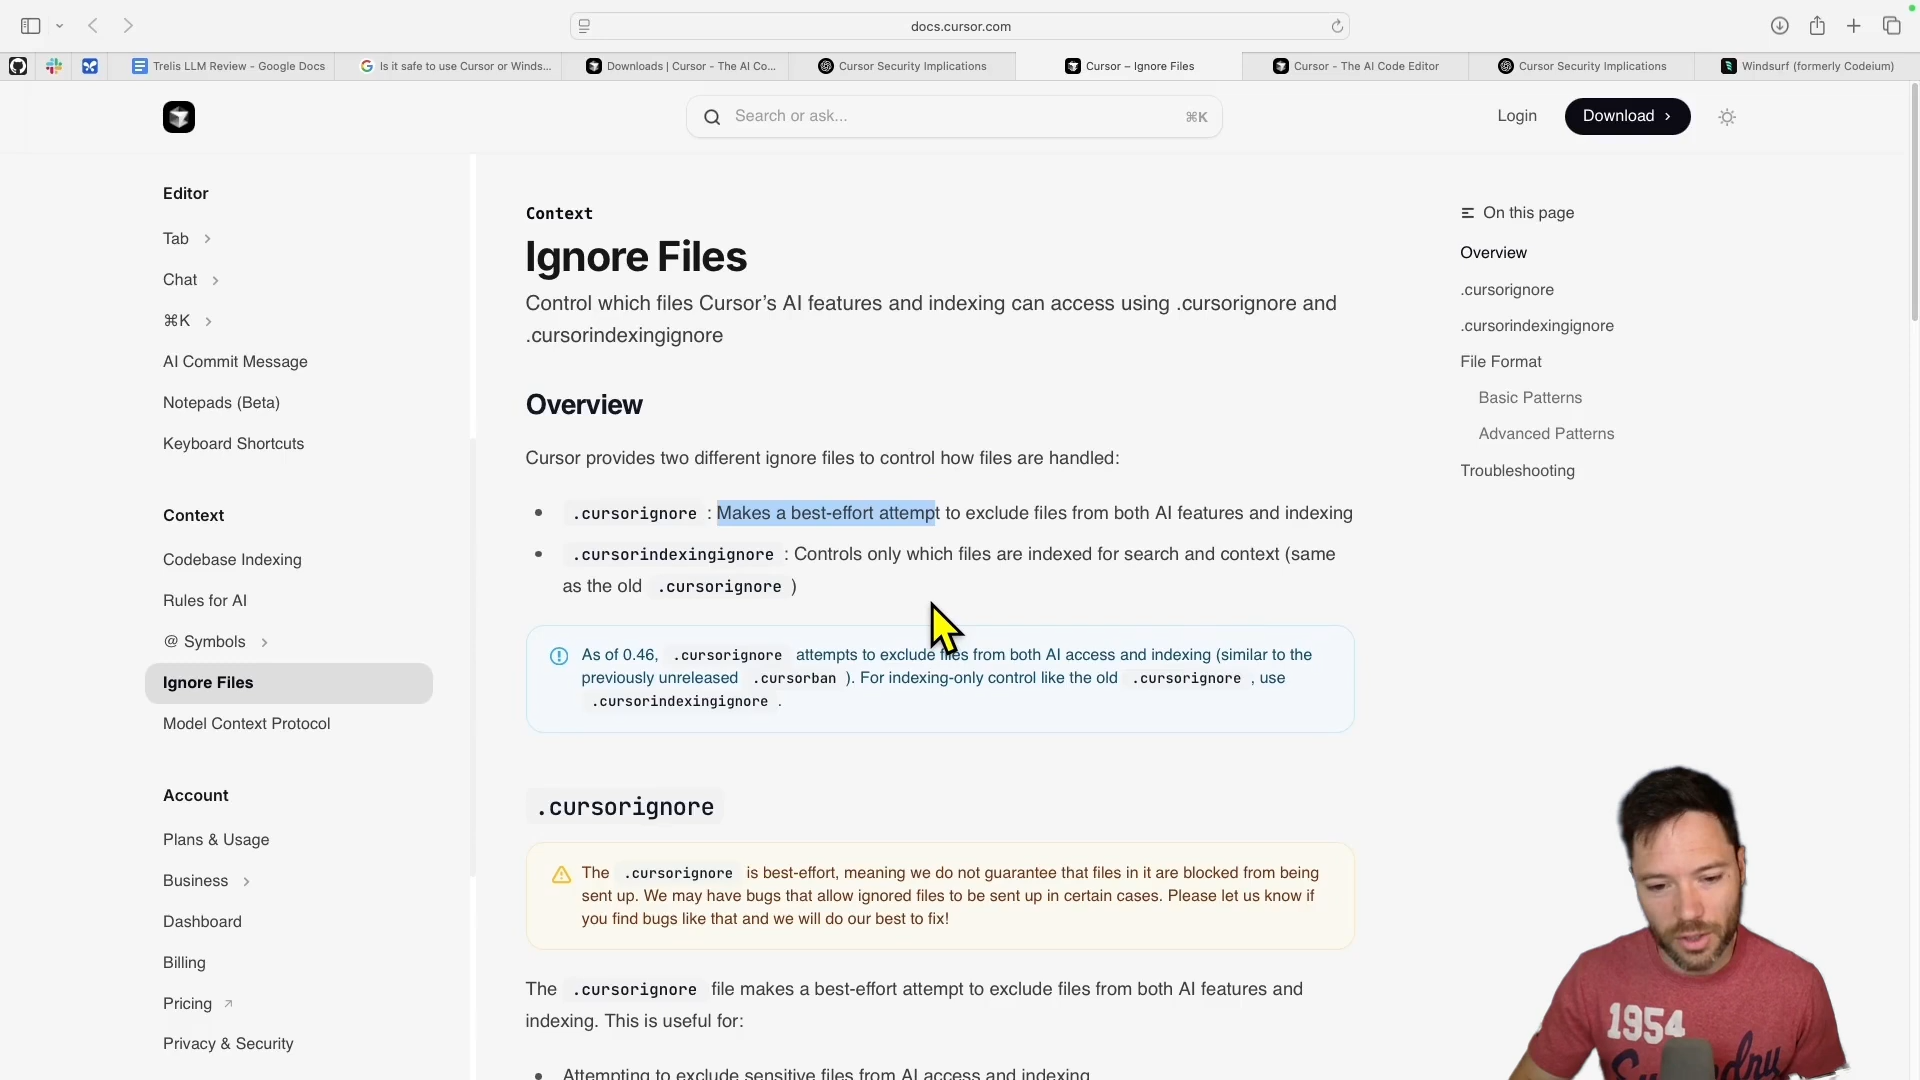 docs.cursor.com
Trelis LLM Review - Google Docs
Is it safe to use Cursor or Winds...
Downloads | Cursor - The AI Co...
Cursor Security Implications
Cursor – Ignore Files
Cursor - The AI Code Editor
Cursor Security Implications
Windsurf (formerly Codeium)
Search or ask...
⌘K
Login
Download
Editor
Tab
Chat
⌘K
AI Commit Message
Notepads (Beta)
Keyboard Shortcuts
Context
Codebase Indexing
Rules for AI
@ Symbols
Ignore Files
Model Context Protocol
Account
Plans & Usage
Business
Dashboard
Billing
Pricing
Privacy & Security
Context
Ignore Files
Control which files Cursor’s AI features and indexing can access using .cursorignore and
.cursorindexingignore
Overview
Cursor provides two different ignore files to control how files are handled:
.cursorignore : Makes a best-effort attempt to exclude files from both AI features and indexing
.cursorindexingignore : Controls only which files are indexed for search and context (same
as the old .cursorignore )
As of 0.46, .cursorignore attempts to exclude files from both AI access and indexing (similar to the
previously unreleased .cursorban ). For indexing-only control like the old .cursorignore , use
.cursorindexingignore .
.cursorignore
The .cursorignore is best-effort, meaning we do not guarantee that files in it are blocked from being
sent up. We may have bugs that allow ignored files to be sent up in certain cases. Please let us know if
you find bugs like that and we will do our best to fix!
The .cursorignore file makes a best-effort attempt to exclude files from both AI features and
indexing. This is useful for:
Attempting to exclude sensitive files from AI access and indexing
On this page
Overview
.cursorignore
.cursorindexingignore
File Format
Basic Patterns
Advanced Patterns
Troubleshooting
1954